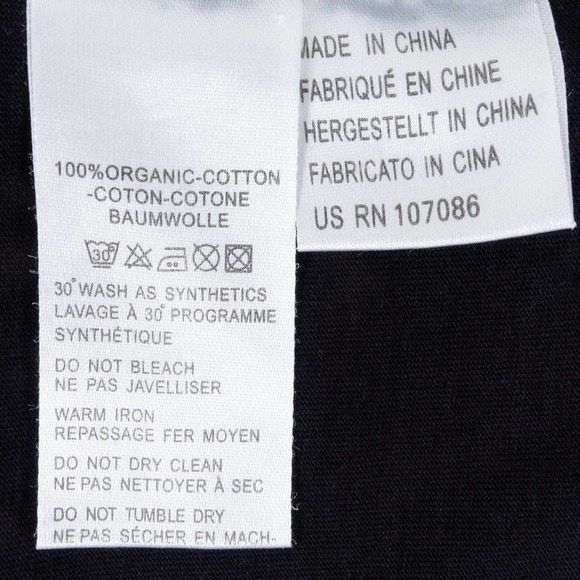 100%ORGANIC-COTTON
-COTON-COTONE
BAUMWOLLE
30°
30°WASH AS SYNTHETICS
LAVAGE À 30° PROGRAMME
SYNTHÉTIQUE
DO NOT BLEACH
NE PAS JAVELLISER
WARM IRON
REPASSAGE FER MOYEN
DO NOT DRY CLEAN
NE PAS NETTOYER À SEC
DO NOT TUMBLE DRY
NE PAS SÉCHER EN MACH-
MADE IN CHINA
FABRIQUÉ EN CHINE
HERGESTELLT IN CHINA
FABRICATO IN CINA
US RN 107086